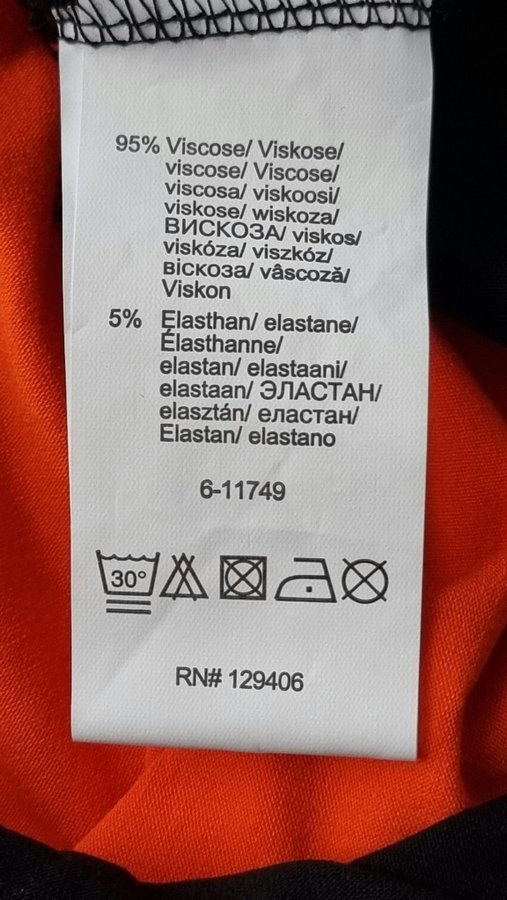 95% Viscose/ Viskose/
viscose/ Viscose/
viscosa/ viskoosi/
viskose/ wiskoza/
ВИСКОЗА/ viskos/
viskóza/ viszkóz/
віскоза/ vâscoză/
Viskon
5% Elasthan/ elastane/
Élasthanne/
elastan/ elastaani/
elastaan/ ЭЛАСТАН/
elasztán/ еластан/
Elastan/ elastano
6-11749
30°
RN# 129406